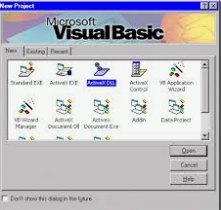 New Project
Microsoft
Visual Basic
New Existing Recent
Standard EXE ActiveX EXE ActiveX DLL ActiveX Control VB Application Wizard
VB Wizard Manager ActiveX Document Dll ActiveX Document Exe Addin Data Project
Open
Cancel
Help
Don't show this dialog in the future